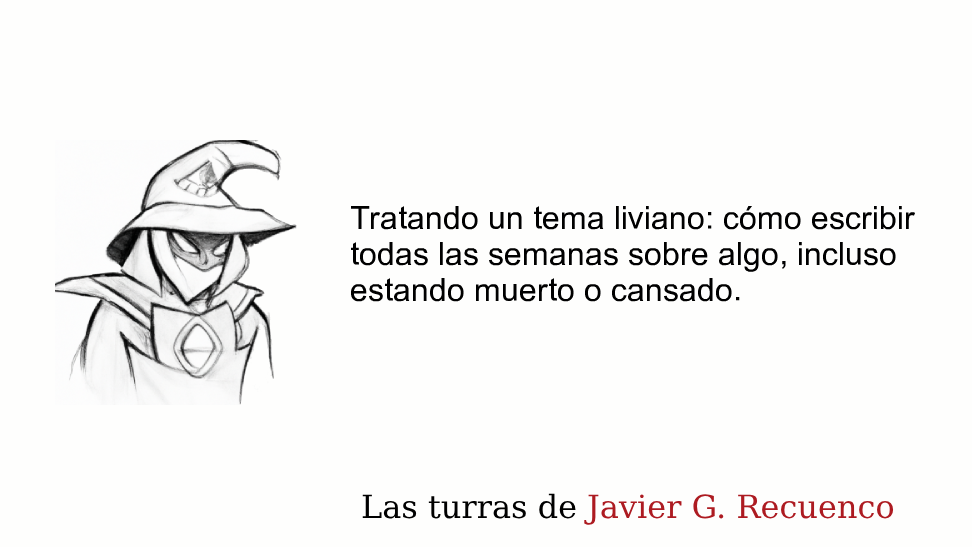 Tratando un tema liviano: cómo escribir
todas las semanas sobre algo, incluso
estando muerto o cansado.
Las turras de Javier G. Recuenco